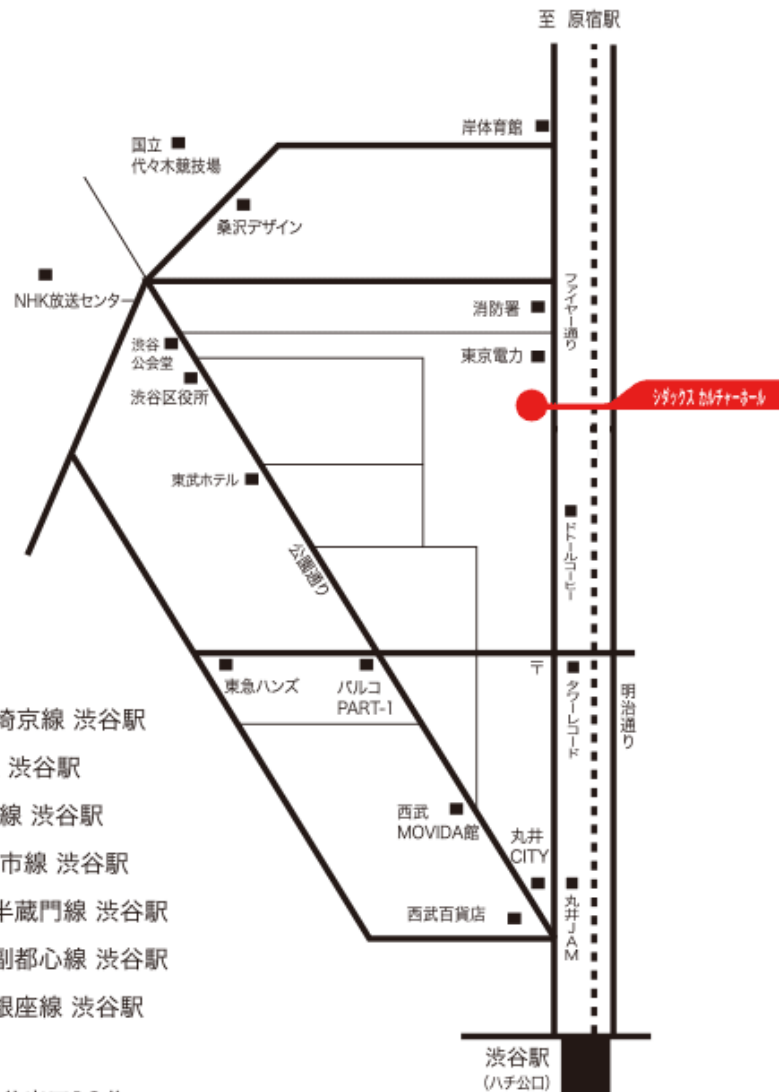 至 原宿駅
岸体育館
国立
代々木競技場
桑沢デザイン
NHK放送センター
ファイヤー通り
消防署
渋谷
公会堂
東京電力
渋谷区役所
シダックス カルチャーホール
東武ホテル
ドトールコーヒー
公園通り
東急ハンズ
パルコ
PART-1
〒
タワーレコード
明治通り
埼京線 渋谷駅
渋谷駅
線 渋谷駅
市線 渋谷駅
半蔵門線 渋谷駅
副都心線 渋谷駅
銀座線 渋谷駅
西武
MOVIDA館
丸井
CITY
西武百貨店
丸井JAM
渋谷駅
(ハチ公口)